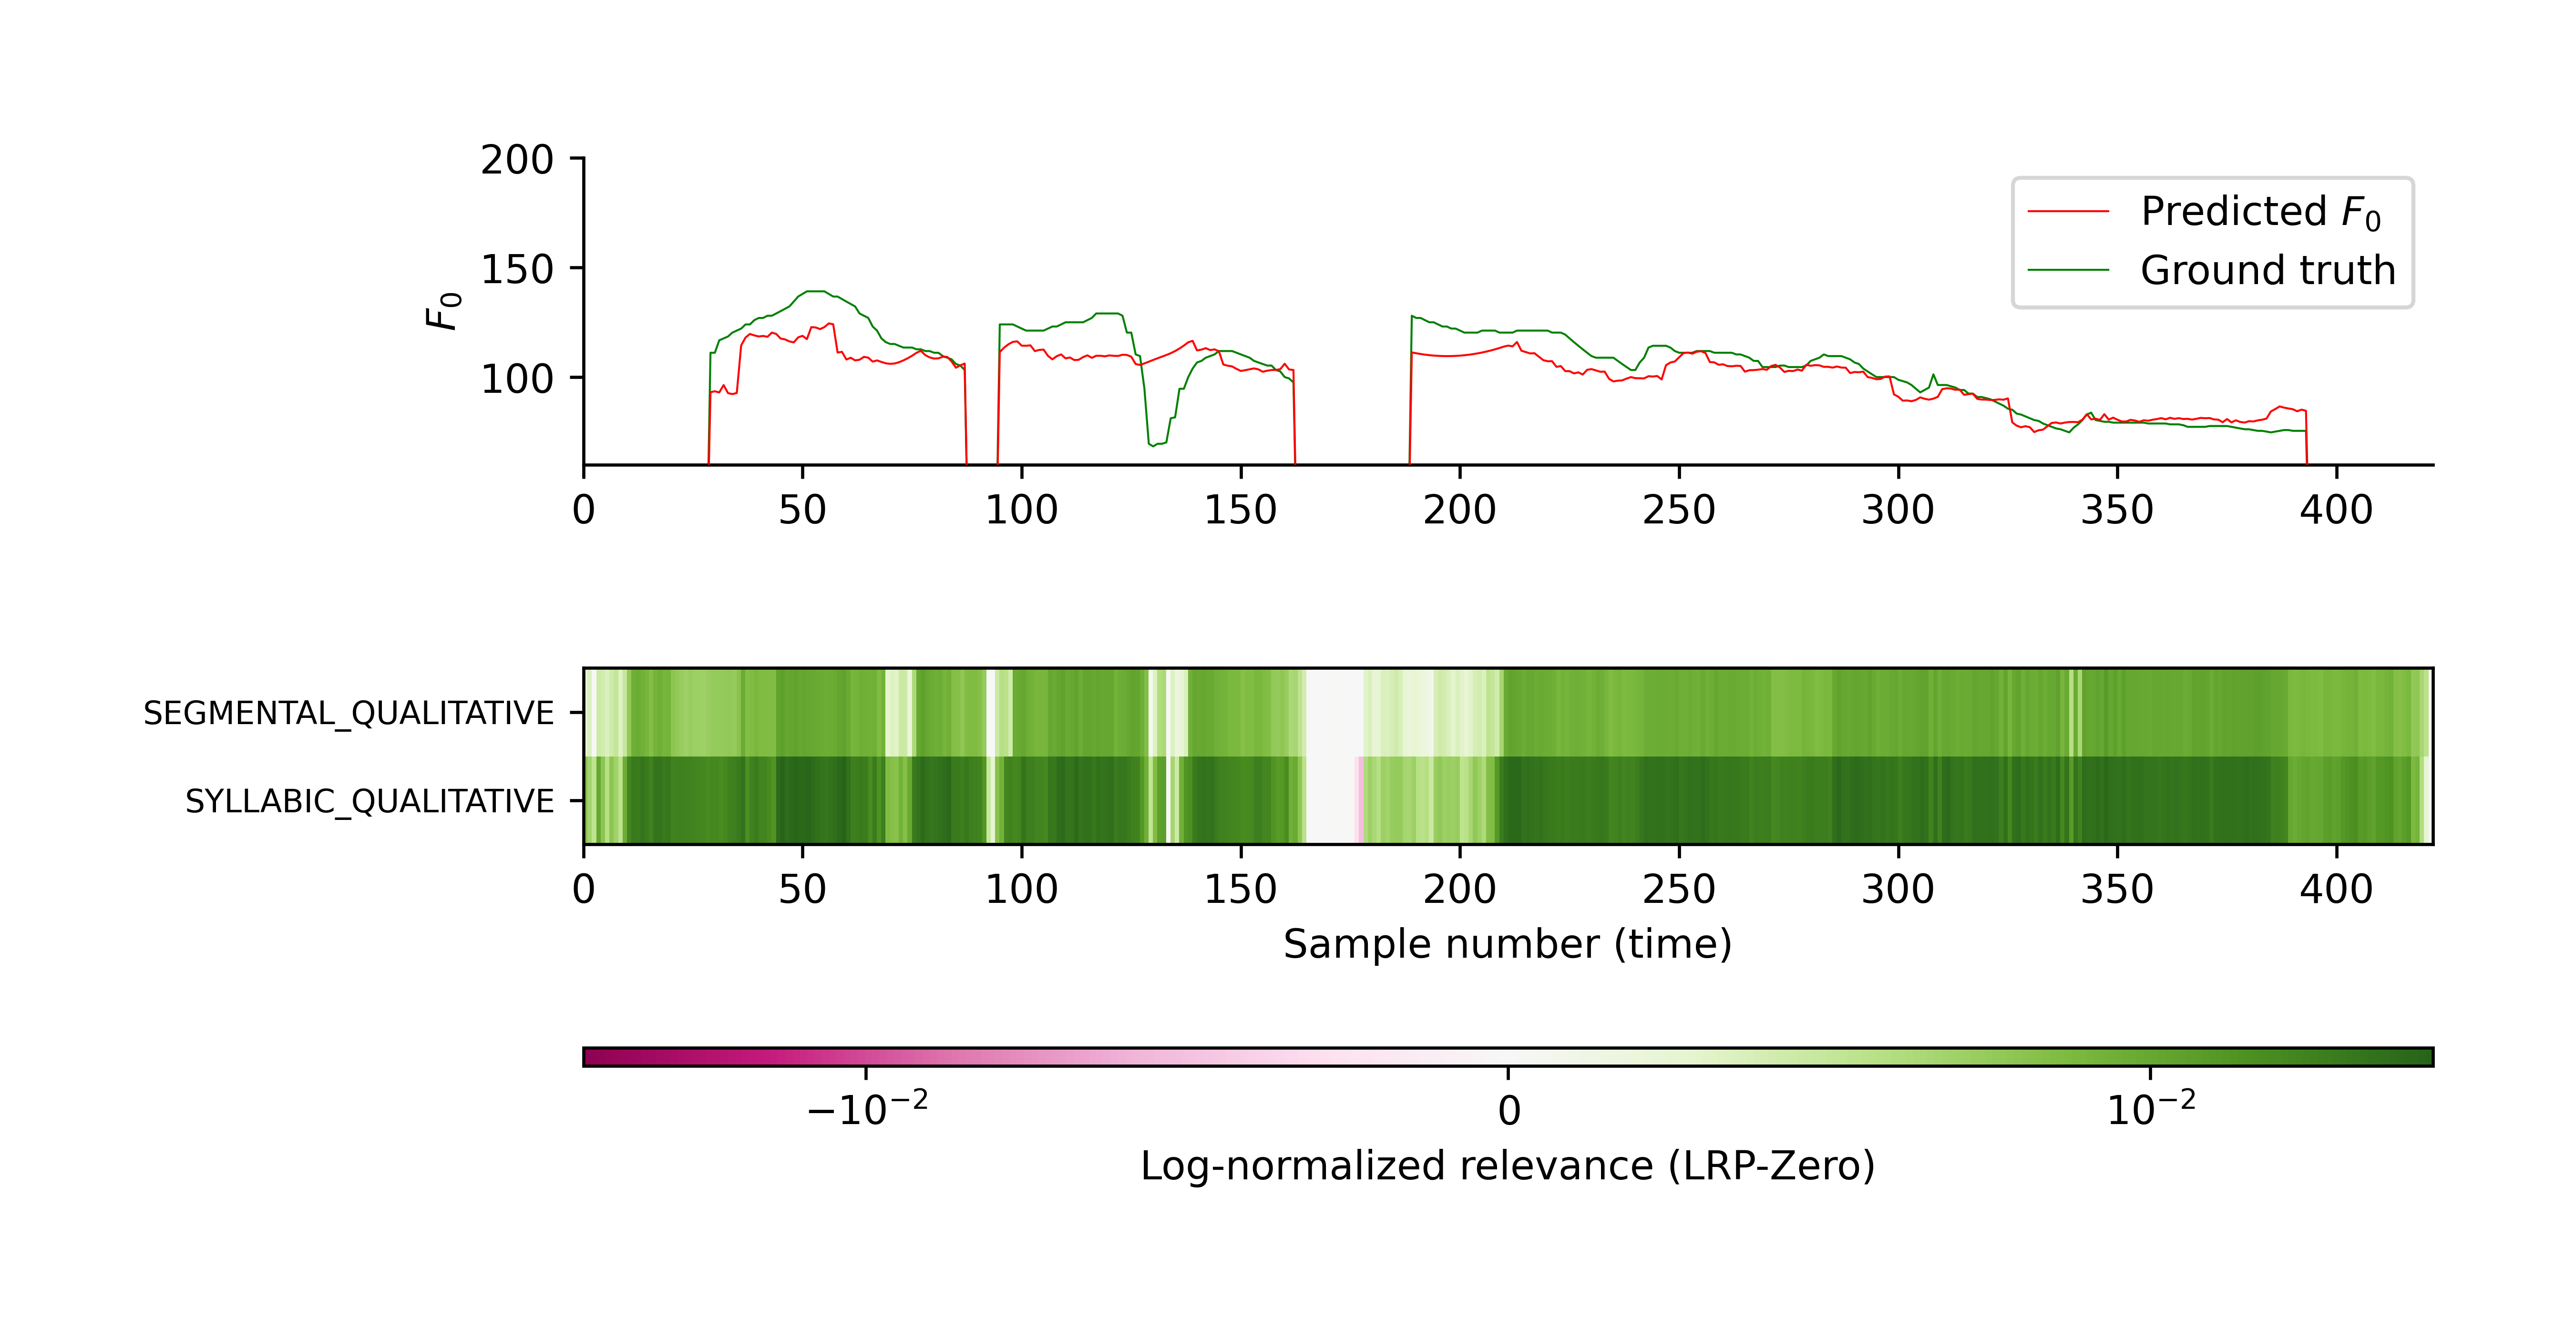 200
150
100
F₀
Predicted F₀
Ground truth
0 50 100 150 200 250 300 350 400
SEGMENTAL_QUALITATIVE
SYLLABIC_QUALITATIVE
0 50 100 150 200 250 300 350 400
Sample number (time)
−10⁻² 0 10⁻²
Log-normalized relevance (LRP-Zero)